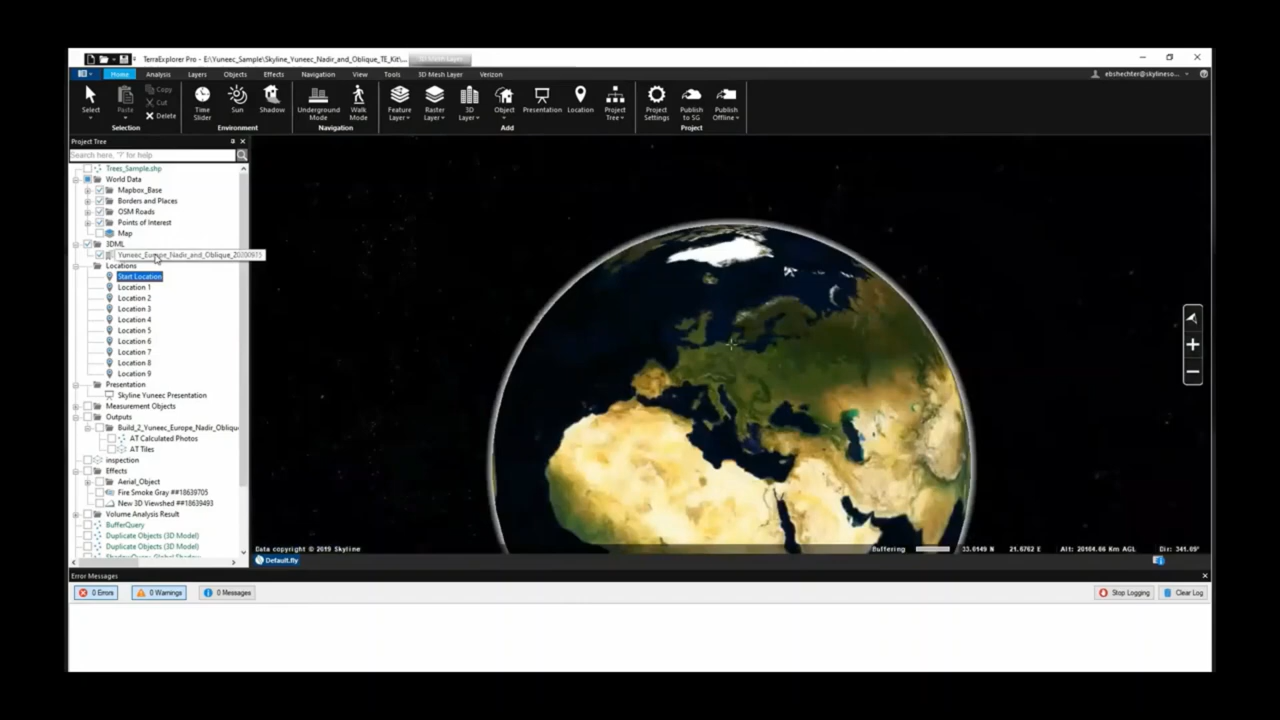 TerraExplorer Pro - E:\Yuneec_Sample\Skyline_Yuneec_Nadir_and_Oblique_TE_Kit\...
3D Mesh Layer
Home Analysis Layers Objects Effects Navigation View Tools 3D Mesh Layer Verizon
ebshechter@skylineso...
Select Paste Copy Cut Delete
Time Slider Sun Shadow
Underground Mode Walk Mode
Feature Layer Raster Layer 3D Layer Object Presentation Location Project Tree
Project Settings Publish to SG Publish Offline
Selection Environment Navigation Add Project
Project Tree
Search here, '?' for help
Trees_Sample.shp
World Data
Mapbox_Base
Borders and Places
OSM Roads
Points of Interest
Map
3DML
Yuneec_Europe_Nadir_and_Oblique_20200915
Locations
Start Location
Location 1
Location 2
Location 3
Location 4
Location 5
Location 6
Location 7
Location 8
Location 9
Presentation
Skyline Yuneec Presentation
Measurement Objects
Outputs
Build_2_Yuneec_Europe_Nadir_Obliqu
AT Calculated Photos
AT Tiles
inspection
Effects
Aerial_Object
Fire Smoke Gray ##18639705
New 3D Viewshed ##18639493
Volume Analysis Result
BufferQuery
Duplicate Objects (3D Model)
Duplicate Objects (3D Model)
Data copyright © 2019 Skyline
Buffering 33.6149 N 21.6762 E Alt: 20104.06 Km AGL Dir: 341.09°
Default.fly
Error Messages
0 Errors 0 Warnings 0 Messages
Stop Logging Clear Log